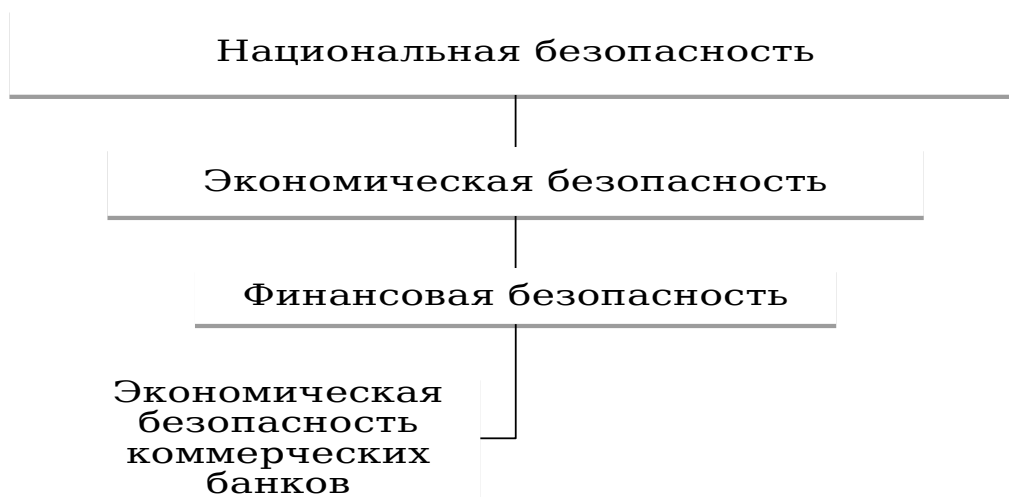 Национальная безопасность
Экономическая безопасность
Финансовая безопасность
Экономическая
безопасность
коммерческих
банков